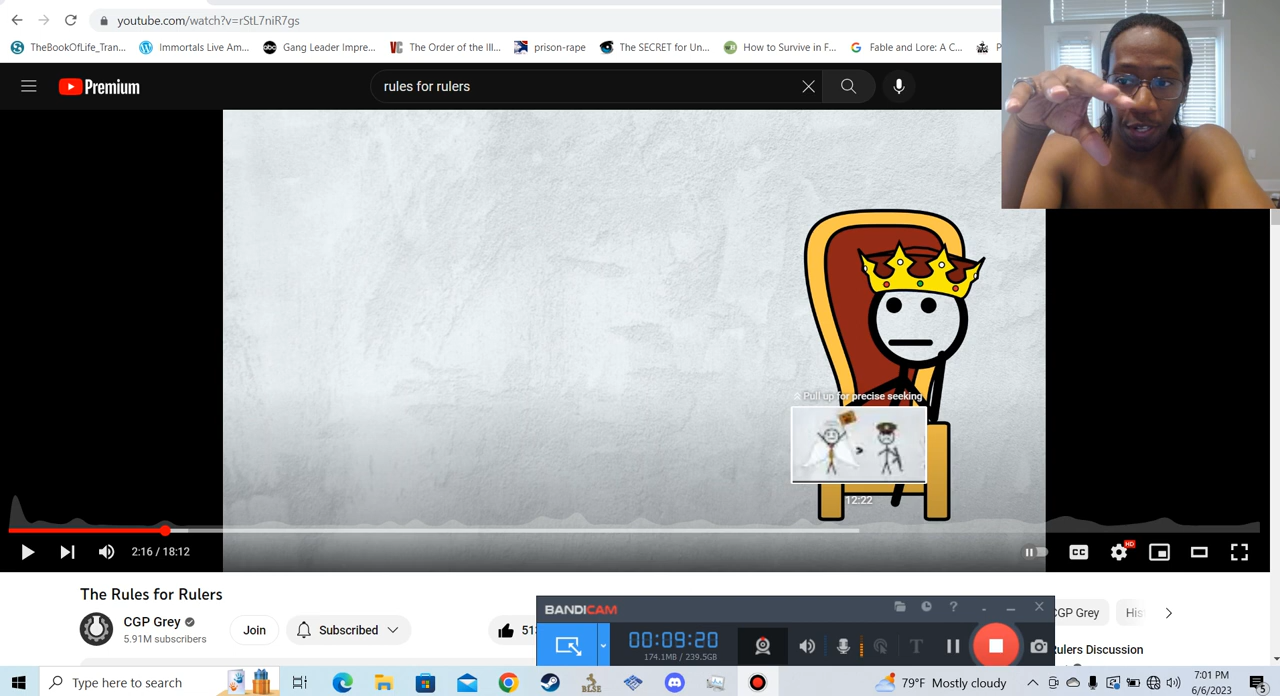 youtube.com/watch?v=rStL7niR7gs
TheBookOfLife_Tran... Immortals Live Am... abc Gang Leader Impre... The Order of the Ill... prison-rape The SECRET for Un... How to Survive in F... Fable and Lore: A C...
Premium
rules for rulers
Pull up for precise seeking
12:22
2:16 / 18:12
CC
HD
The Rules for Rulers
CGP Grey
5.91M subscribers
Join
Subscribed
CGP Grey
BANDICAM
00:09:20
174.1MB / 239.5GB
Rulers Discussion
Type here to search
BLSE
79°F Mostly cloudy
7:01 PM
6/6/2023